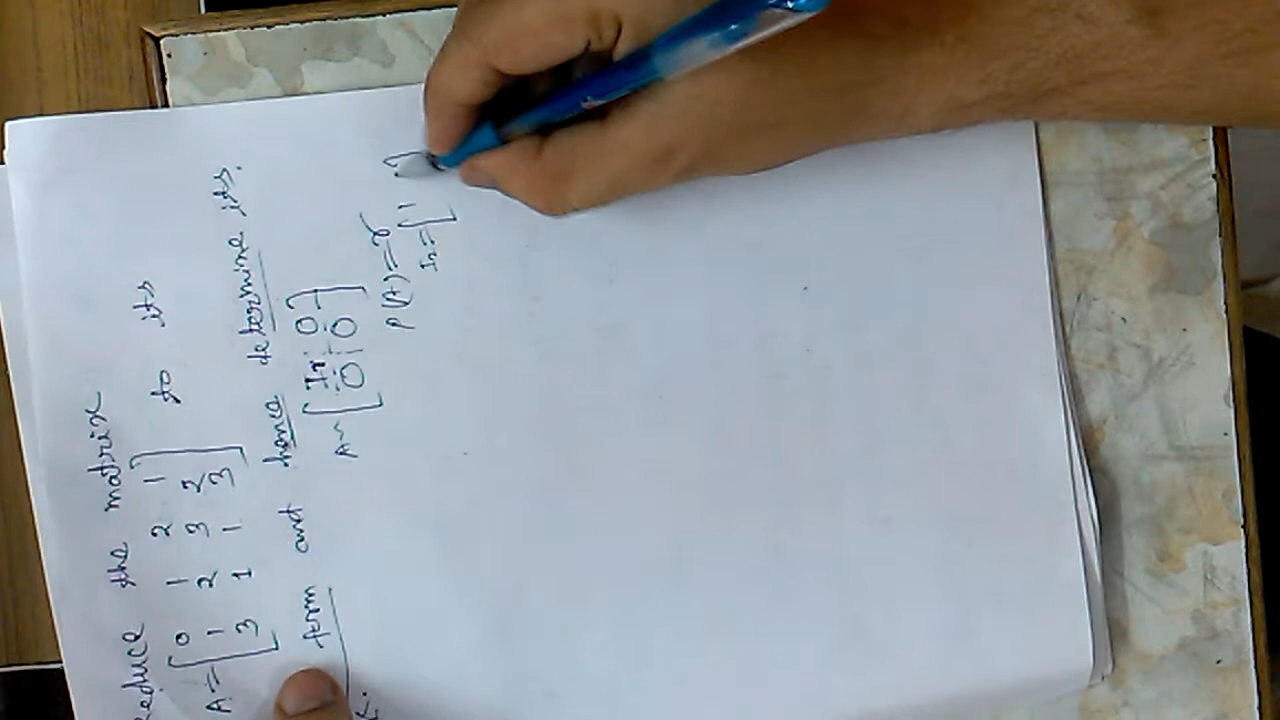 Reduce the matrix
A = [ 0 1 2 1
1 2 3 2
3 1 1 3 ] to its
form and hence determine its.
A ~ [ Ir 0
0 0 ]
P(A) = r
In = [ 1